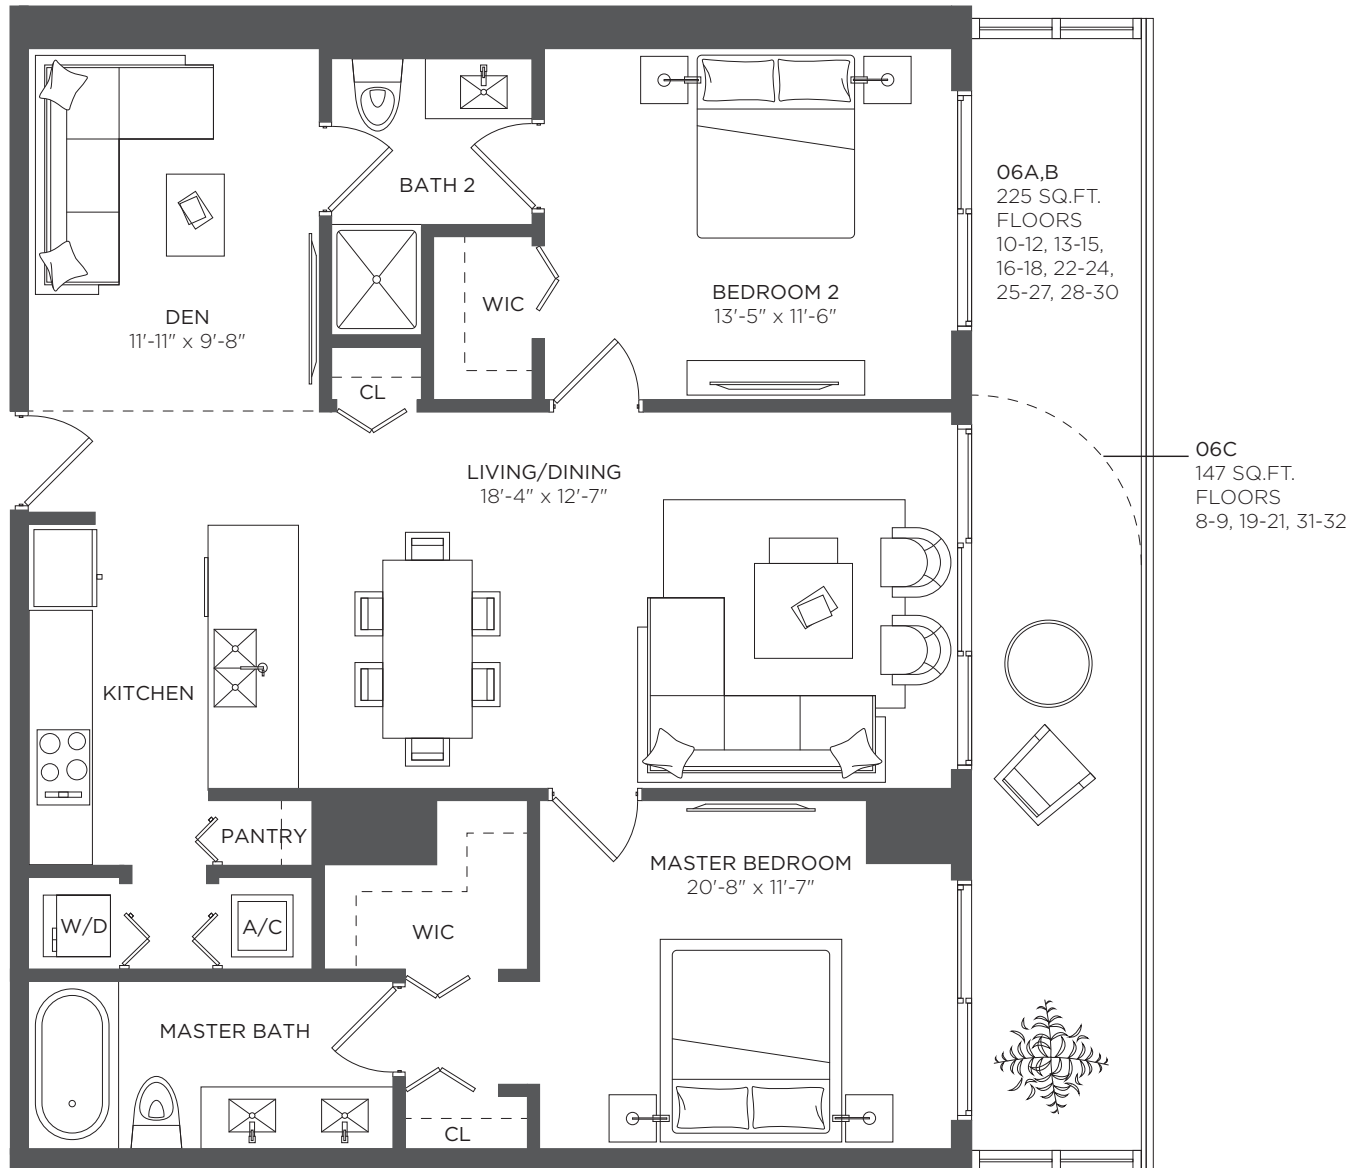 BATH 2
06A,B
225 SQ.FT.
FLOORS
10-12, 13-15,
16-18, 22-24,
25-27, 28-30
DEN
11'-11" x 9'-8"
WIC
BEDROOM 2
13'-5" x 11'-6"
CL
LIVING/DINING
18'-4" x 12'-7"
06C
147 SQ.FT.
FLOORS
8-9, 19-21, 31-32
KITCHEN
PANTRY
MASTER BEDROOM
20'-8" x 11'-7"
W/D
A/C
WIC
MASTER BATH
CL